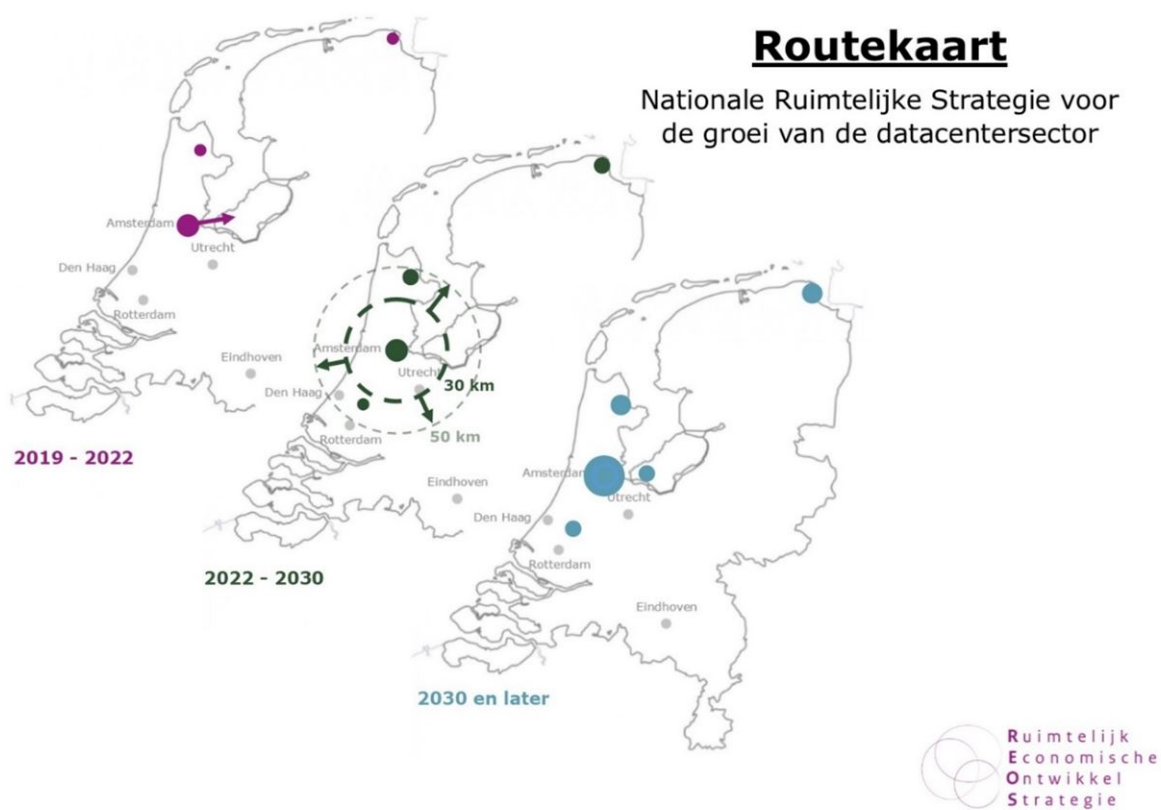 Routekaart
Nationale Ruimtelijke Strategie voor
de groei van de datacentersector
Amsterdam
Utrecht
Den Haag
Rotterdam
Eindhoven
2019 - 2022
Amsterdam
Utrecht
30 km
Den Haag
Rotterdam
50 km
Eindhoven
2022 - 2030
Amsterdam
Utrecht
Den Haag
Rotterdam
Eindhoven
2030 en later
Ruimtelijk
Economische
Ontwikkel
Strategie